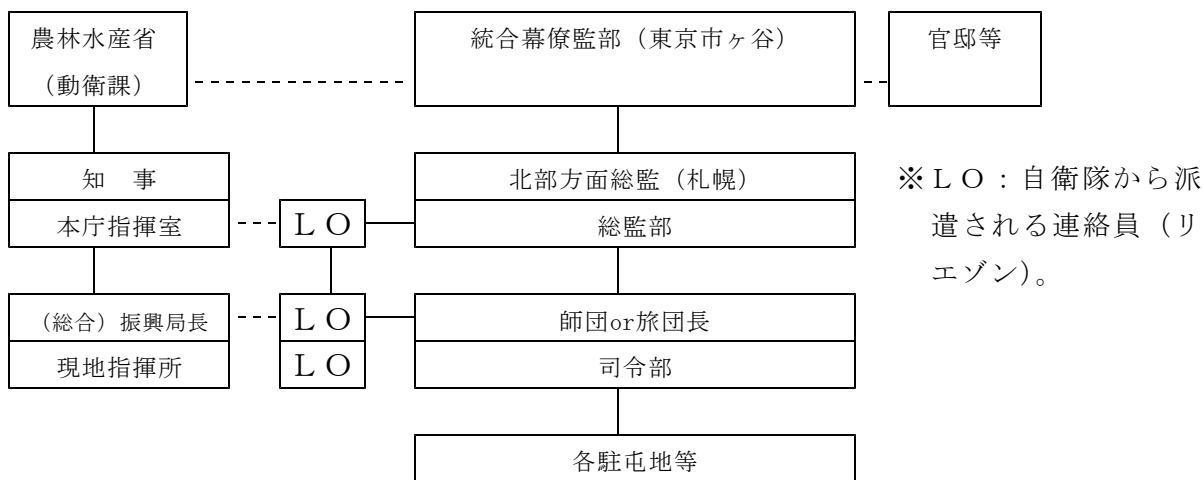 農林水産省
（動衛課）
統合幕僚監部（東京市ヶ谷）
官邸等
知　事
本庁指揮室
ＬＯ
北部方面総監（札幌）
総監部
※ＬＯ：自衛隊から派
遣される連絡員（リ
エゾン）。
（総合）振興局長
現地指揮所
ＬＯ
ＬＯ
師団or旅団長
司令部
各駐屯地等